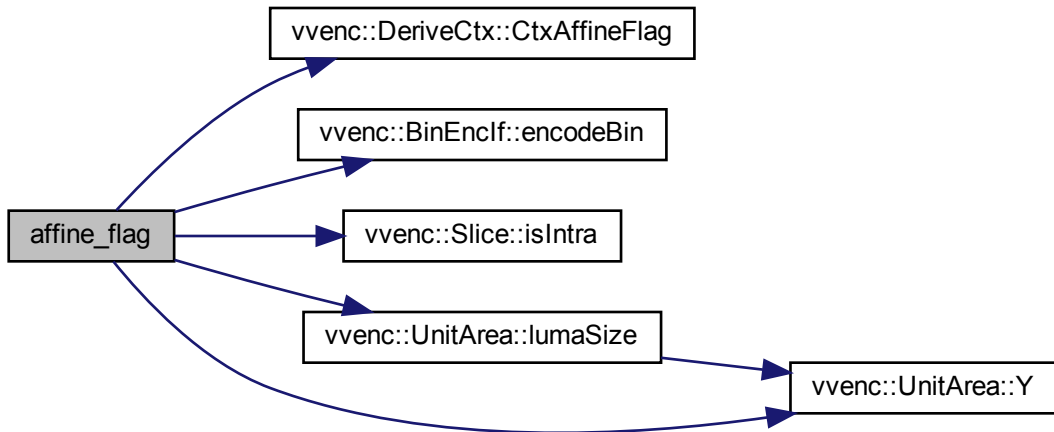 vvenc::DeriveCtx::CtxAffineFlag
vvenc::BinEncIf::encodeBin
affine_flag
vvenc::Slice::isIntra
vvenc::UnitArea::lumaSize
vvenc::UnitArea::Y